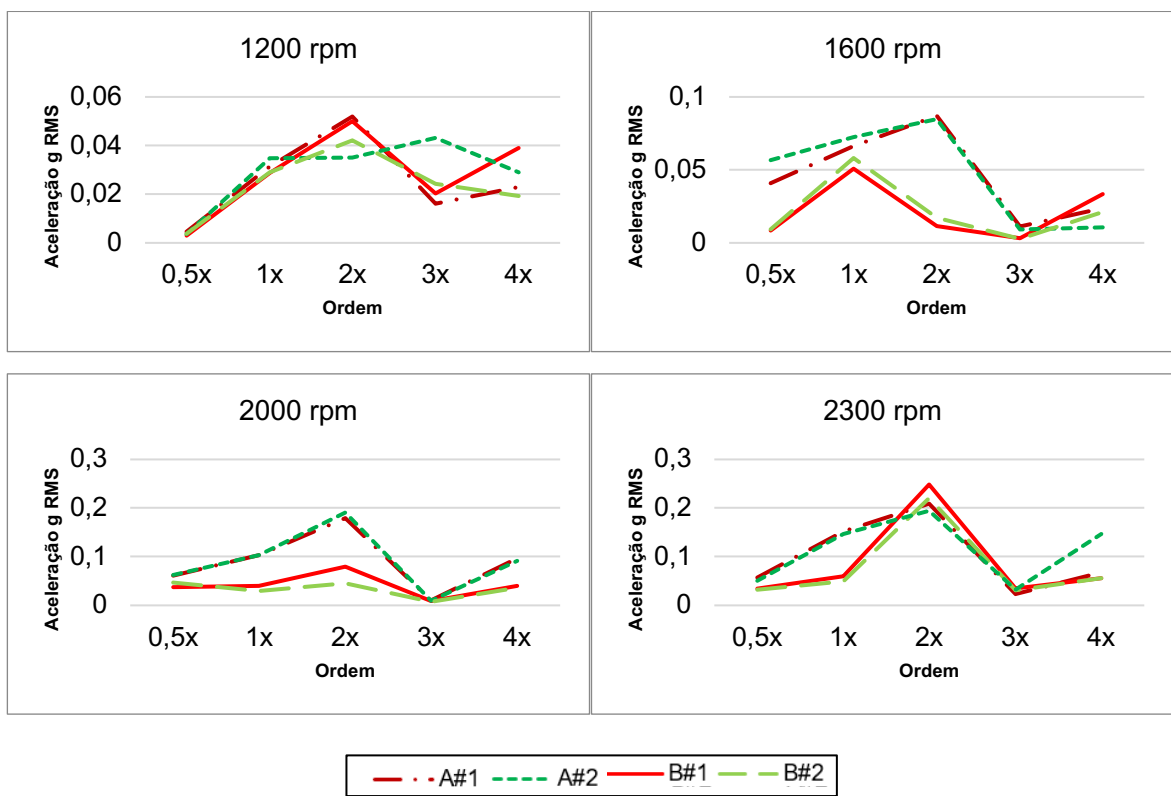 1200 rpm
Aceleração g RMS
0,06
0,04
0,02
0
0,5x 1x 2x 3x 4x
Ordem
1600 rpm
Aceleração g RMS
0,1
0,05
0
0,5x 1x 2x 3x 4x
Ordem
2000 rpm
Aceleração g RMS
0,3
0,2
0,1
0
0,5x 1x 2x 3x 4x
Ordem
2300 rpm
Aceleração g RMS
0,3
0,2
0,1
0
0,5x 1x 2x 3x 4x
Ordem
A#1 A#2 B#1 B#2